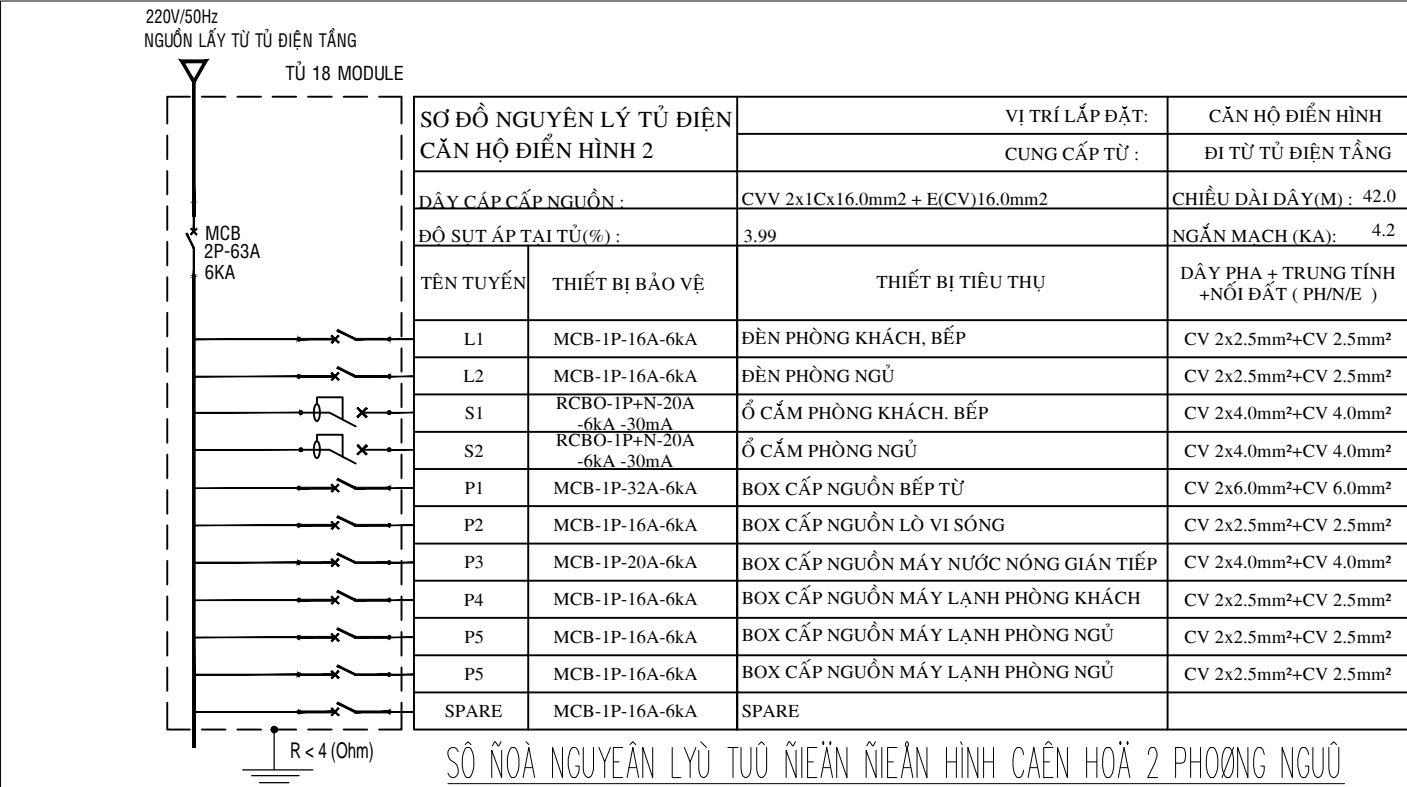 220V/50Hz
NGUỒN LẤY TỪ TỦ ĐIỆN TẦNG
TỦ 18 MODULE
SƠ ĐỒ NGUYÊN LÝ TỦ ĐIỆN
CĂN HỘ ĐIỂN HÌNH 2
VỊ TRÍ LẮP ĐẶT:
CĂN HỘ ĐIỂN HÌNH
CUNG CẤP TỪ :
ĐI TỪ TỦ ĐIỆN TẦNG
DÂY CÁP CẤP NGUỒN :
CVV 2x1Cx16.0mm2 + E(CV)16.0mm2
CHIỀU DÀI DÂY(M) : 42.0
MCB
2P-63A
6KA
ĐỘ SỤT ÁP TẠI TỦ(%) :
3.99
NGẮN MẠCH (KA): 4.2
TÊN TUYẾN
THIẾT BỊ BẢO VỆ
THIẾT BỊ TIÊU THỤ
DÂY PHA + TRUNG TÍNH
+NỐI ĐẤT ( PH/N/E )
L1 MCB-1P-16A-6kA ĐÈN PHÒNG KHÁCH, BẾP CV 2x2.5mm²+CV 2.5mm²
L2 MCB-1P-16A-6kA ĐÈN PHÒNG NGỦ CV 2x2.5mm²+CV 2.5mm²
S1 RCBO-1P+N-20A
-6kA -30mA
Ổ CẮM PHÒNG KHÁCH. BẾP CV 2x4.0mm²+CV 4.0mm²
S2 RCBO-1P+N-20A
-6kA -30mA
Ổ CẮM PHÒNG NGỦ CV 2x4.0mm²+CV 4.0mm²
P1 MCB-1P-32A-6kA BOX CẤP NGUỒN BẾP TỪ CV 2x6.0mm²+CV 6.0mm²
P2 MCB-1P-16A-6kA BOX CẤP NGUỒN LÒ VI SÓNG CV 2x2.5mm²+CV 2.5mm²
P3 MCB-1P-20A-6kA BOX CẤP NGUỒN MÁY NƯỚC NÓNG GIÁN TIẾP CV 2x4.0mm²+CV 4.0mm²
P4 MCB-1P-16A-6kA BOX CẤP NGUỒN MÁY LẠNH PHÒNG KHÁCH CV 2x2.5mm²+CV 2.5mm²
P5 MCB-1P-16A-6kA BOX CẤP NGUỒN MÁY LẠNH PHÒNG NGỦ CV 2x2.5mm²+CV 2.5mm²
P5 MCB-1P-16A-6kA BOX CẤP NGUỒN MÁY LẠNH PHÒNG NGỦ CV 2x2.5mm²+CV 2.5mm²
SPARE MCB-1P-16A-6kA SPARE
R < 4 (Ohm)
SÔ ÑOÀ NGUYEÂN LYÙ TUÛ ÑIEÄN ÑIEÅN HÌNH CAÊN HOÄ 2 PHOØNG NGUÛ